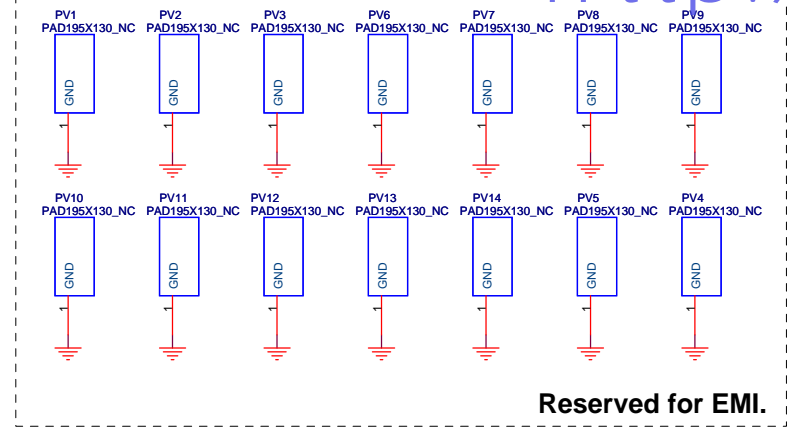 PV1 PV2 PV3 PV6 PV7 PV8 PV9
PAD195X130_NC PAD195X130_NC PAD195X130_NC PAD195X130_NC PAD195X130_NC PAD195X130_NC PAD195X130_NC
GND GND GND GND GND GND GND
1 1 1 1 1 1 1
PV10 PV11 PV12 PV13 PV14 PV5 PV4
PAD195X130_NC PAD195X130_NC PAD195X130_NC PAD195X130_NC PAD195X130_NC PAD195X130_NC PAD195X130_NC
GND GND GND GND GND GND GND
1 1 1 1 1 1 1
Reserved for EMI.